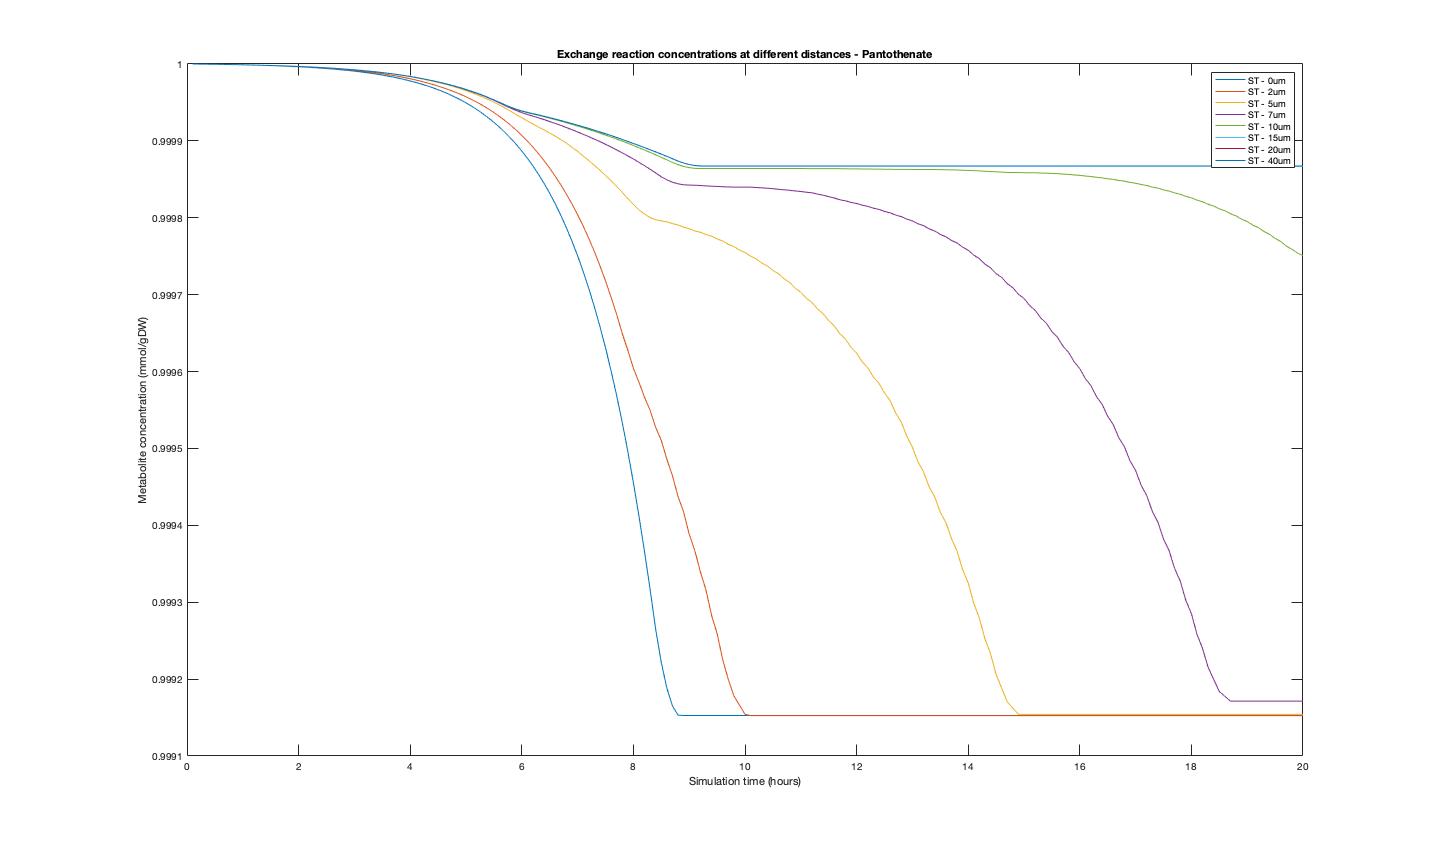 Exchange reaction concentrations at different distances - Pantothenate
1
0.9999
0.9998
0.9997
0.9996
0.9995
0.9994
0.9993
0.9992
0.9991
Metabolite concentration (mmol/gDW)
ST - 0um
ST - 2um
ST - 5um
ST - 7um
ST - 10um
ST - 15um
ST - 20um
ST - 40um
0 2 4 6 8 10 12 14 16 18 20
Simulation time (hours)